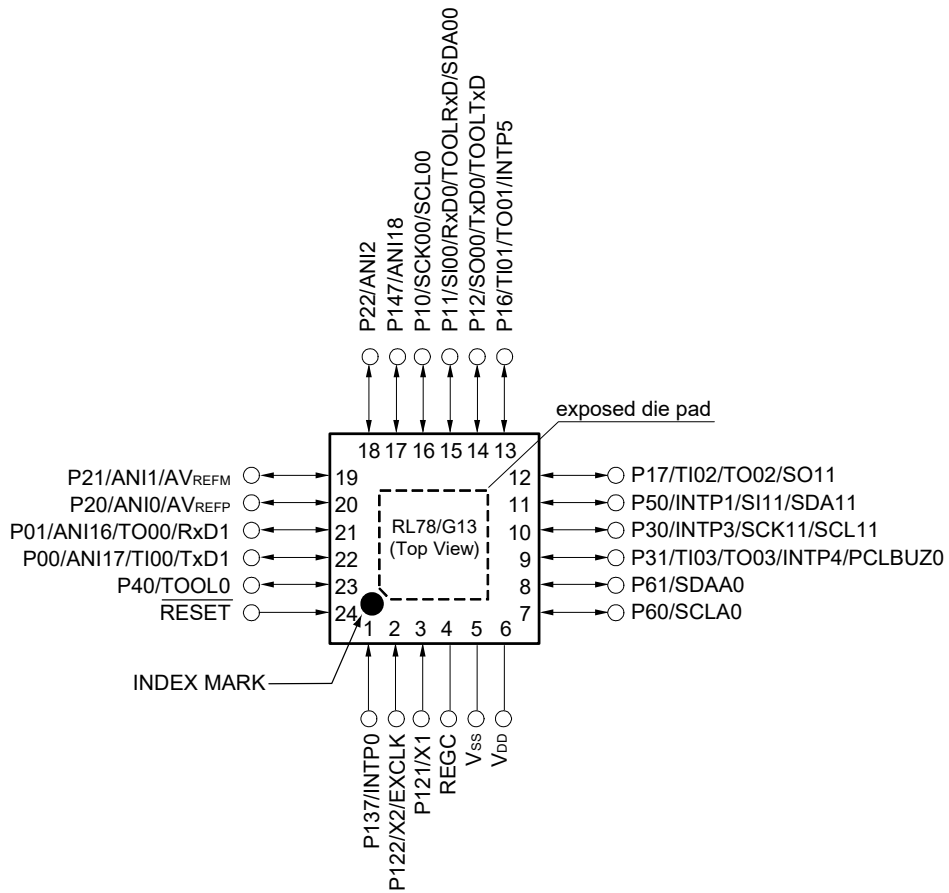 P22/ANI2
P147/ANI18
P10/SCK00/SCL00
P11/SI00/RxD0/TOOLRxD/SDA00
P12/SO00/TxD0/TOOLTxD
P16/TI01/TO01/INTP5
exposed die pad
18 17 16 15 14 13
P21/ANI1/AVREFM 19
P20/ANI0/AVREFP 20
P01/ANI16/TO00/RxD1 21
P00/ANI17/TI00/TxD1 22
P40/TOOL0 23
RESET 24
RL78/G13
(Top View)
12 P17/TI02/TO02/SO11
11 P50/INTP1/SI11/SDA11
10 P30/INTP3/SCK11/SCL11
9 P31/TI03/TO03/INTP4/PCLBUZ0
8 P61/SDAA0
7 P60/SCLA0
1 2 3 4 5 6
INDEX MARK
P137/INTP0
P122/X2/EXCLK
P121/X1
REGC
VSS
VDD